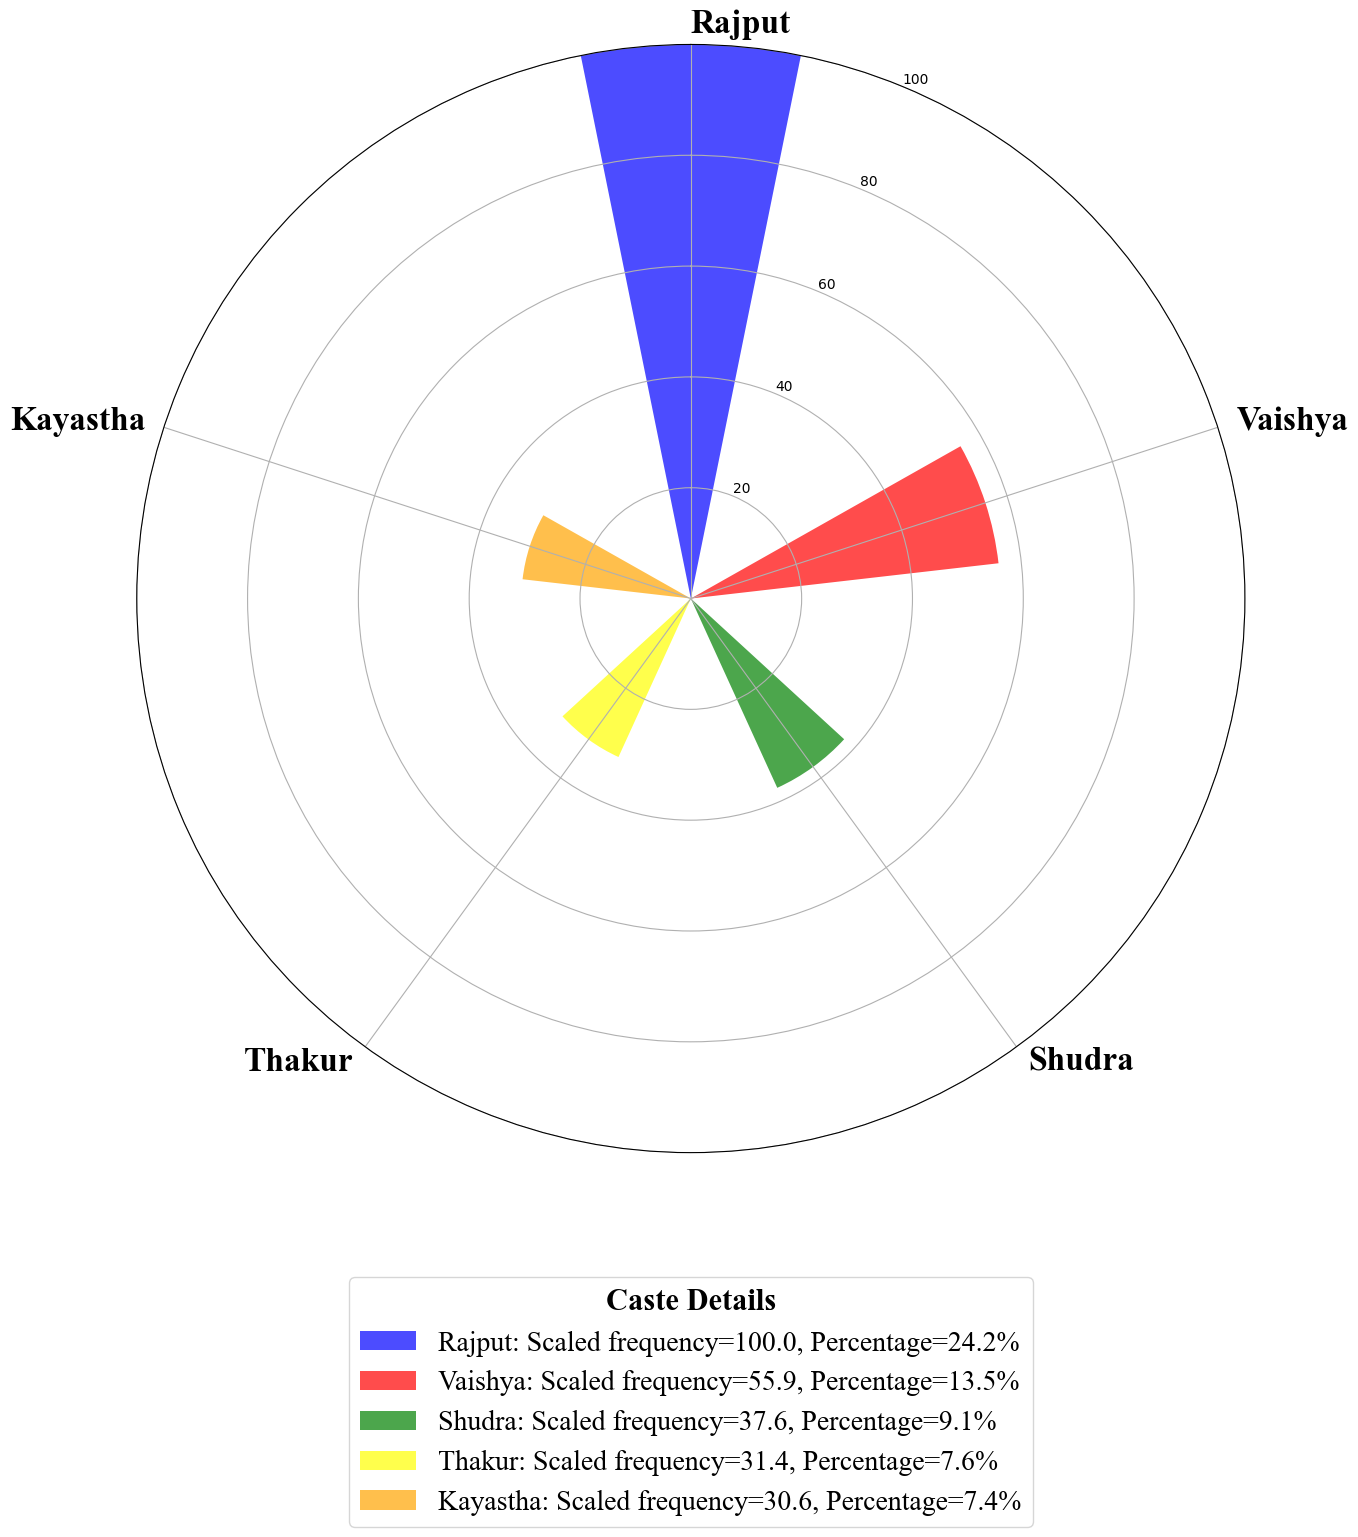 Rajput
100
80
60
40
20
Kayastha
Vaishya
Thakur
Shudra
Caste Details
Rajput: Scaled frequency=100.0, Percentage=24.2%
Vaishya: Scaled frequency=55.9, Percentage=13.5%
Shudra: Scaled frequency=37.6, Percentage=9.1%
Thakur: Scaled frequency=31.4, Percentage=7.6%
Kayastha: Scaled frequency=30.6, Percentage=7.4%